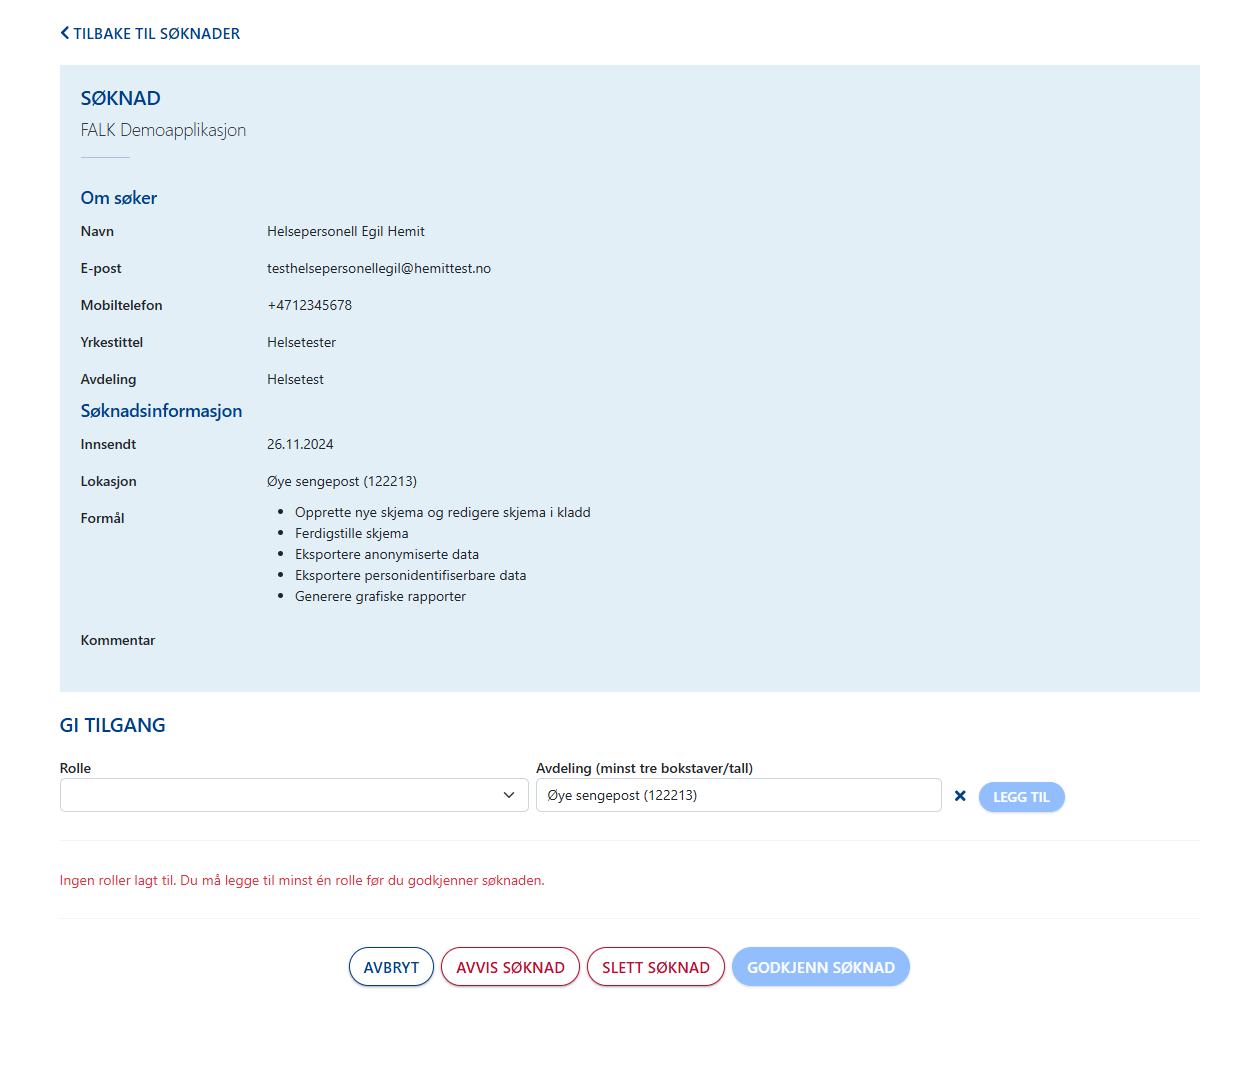 TILBAKE TIL SØKNADER
SØKNAD
FALK Demoapplikasjon
Om søker
Navn Helsepersonell Egil Hemit
E-post testhelsepersonellegil@hemittest.no
Mobiltelefon +4712345678
Yrkestittel Helsetester
Avdeling Helsetest
Søknadsinformasjon
Innsendt 26.11.2024
Lokasjon Øye sengepost (122213)
Formål
• Opprette nye skjema og redigere skjema i kladd
• Ferdigstille skjema
• Eksportere anonymiserte data
• Eksportere personidentifiserbare data
• Generere grafiske rapporter
Kommentar
GI TILGANG
Rolle Avdeling (minst tre bokstaver/tall)
Øye sengepost (122213) LEGG TIL
Ingen roller lagt til. Du må legge til minst én rolle før du godkjenner søknaden.
AVBRYT AVVIS SØKNAD SLETT SØKNAD GODKJENN SØKNAD